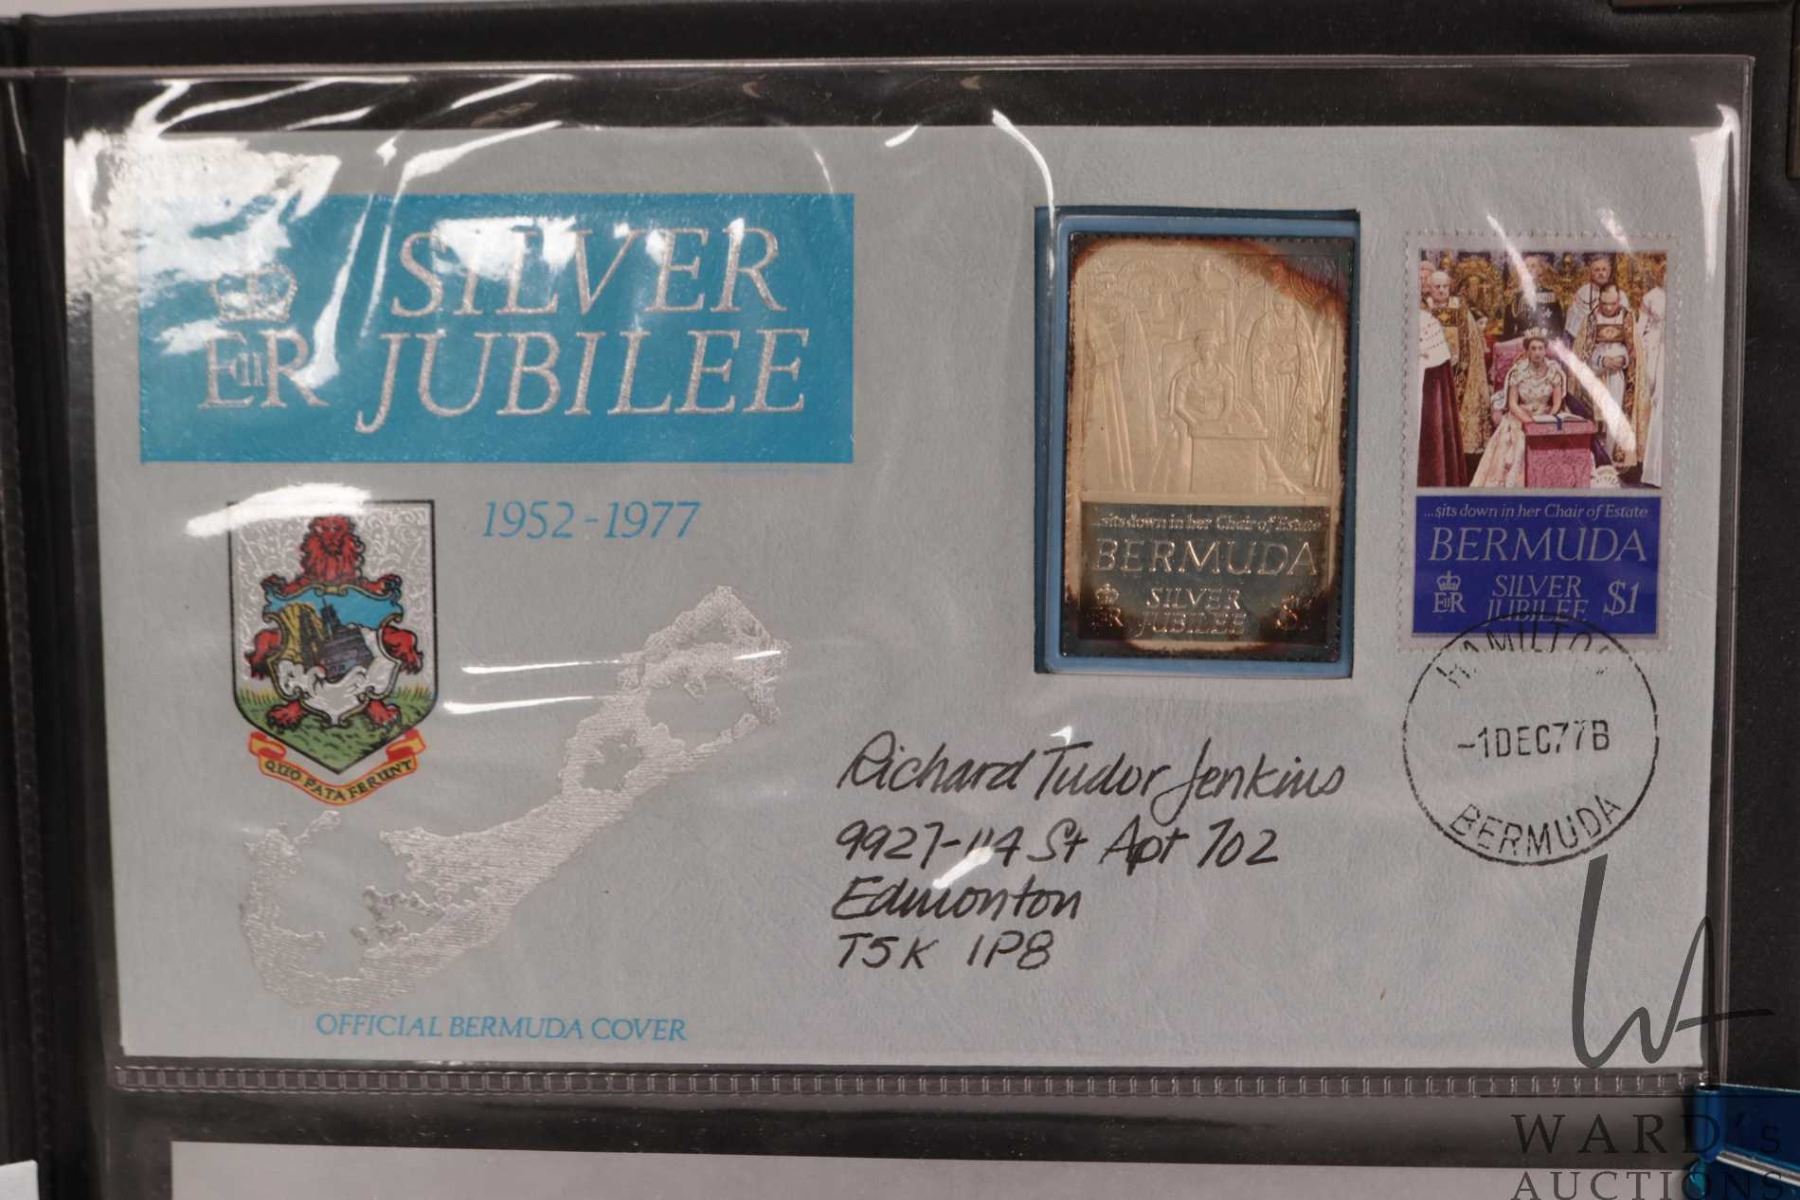 SILVER
JUBILEE
EIIR
1952-1977
QUO FATA FERUNT
OFFICIAL BERMUDA COVER
...sits down in her Chair of Estate
BERMUDA
EIIR
SILVER
JUBILEE
...sits down in her Chair of Estate
BERMUDA
EIIR
SILVER
JUBILEE
$1
HAMILTON
-1DEC77B
BERMUDA
Richard Tudor Jenkins
9927-114 St Apt 702
Edmonton
T5K 1P8
WA
WARD'S
AUCTIONS